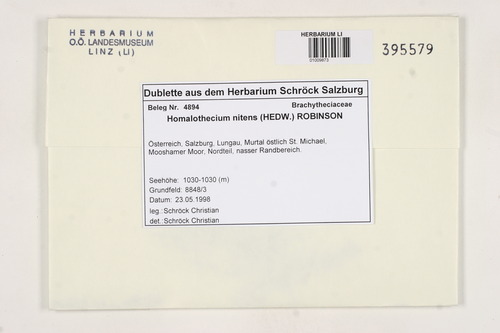 HERBARIUM
O.Ö. LANDESMUSEUM
LINZ (LI)
HERBARIUM LI
395579
Dublette aus dem Herbarium Schröck Salzburg
Beleg Nr. 4894 Brachytheciaceae
Homalothecium nitens (HEDW.) ROBINSON
Österreich, Salzburg, Lungau, Murtal östlich St. Michael,
Mooshamer Moor, Nordteil, nasser Randbereich.
Seehöhe: 1030-1030 (m)
Grundfeld: 8848/3
Datum: 23.05.1998
leg.: Schröck Christian
det.: Schröck Christian